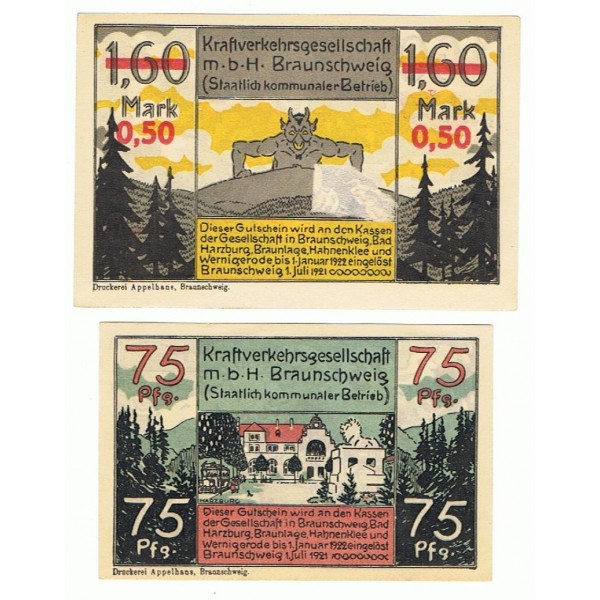 1,60 Kraftverkehrsgesellschaft 1,60
Mark m·b·H· Braunschweig Mark
0,50 (Staatlich kommunaler Betrieb) 0,50
Dieser Gutschein wird an den Kassen
der Gesellschaft in Braunschweig, Bad
Harzburg, Braunlage, Hahnenklee und
Wernigerode bis 1·Januar 1922 eingelöst
Braunschweig 1. Juli 1921
Druckerei Appelhans, Braunschweig.
75 Kraftverkehrsgesellschaft 75
Pfg. m·b·H· Braunschweig Pfg.
(Staatlich kommunaler Betrieb)
HARZBURG
75 Dieser Gutschein wird an den Kassen 75
Pfg. der Gesellschaft in Braunschweig, Bad Pfg.
Harzburg, Braunlage, Hahnenklee und
Wernigerode bis 1. Januar 1922 eingelöst
Braunschweig 1. Juli 1921
Druckerei Appelhans, Braunschweig.